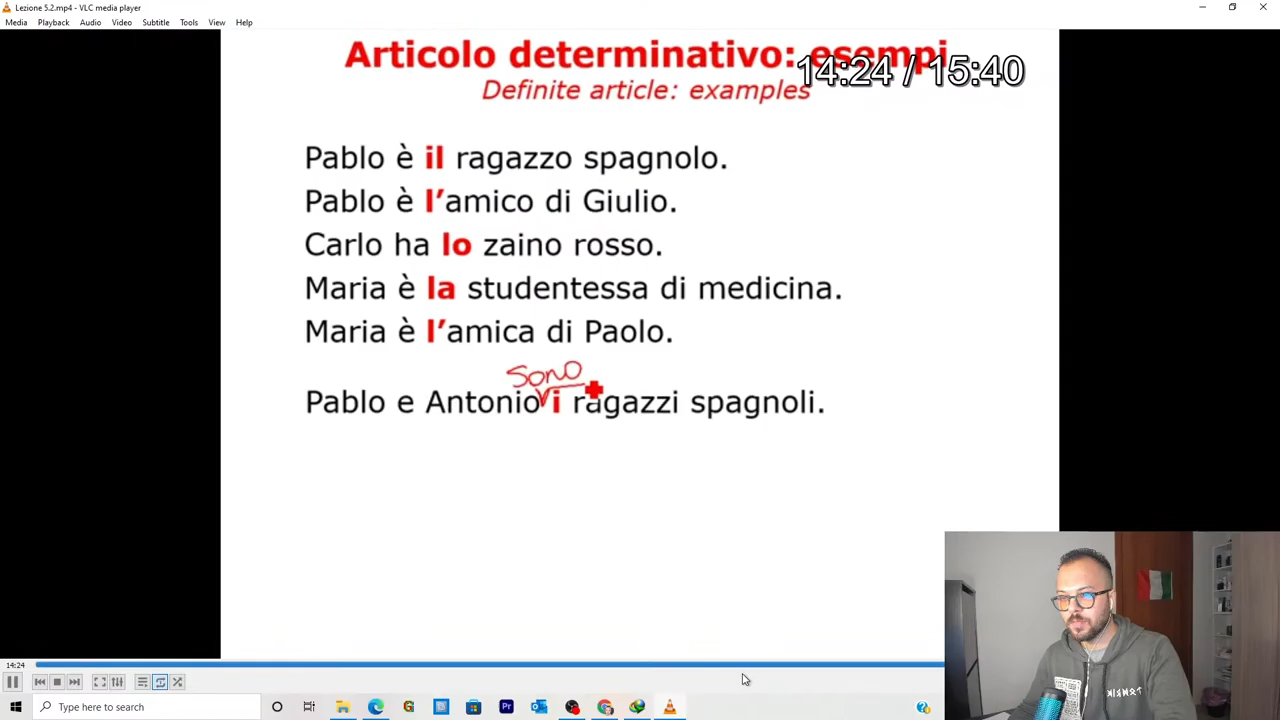 Lezione 5.2.mp4 - VLC media player
Media Playback Audio Video Subtitle Tools View Help
Articolo determinativo: esempi
14:24 / 15:40
Definite article: examples
Pablo è il ragazzo spagnolo.
Pablo è l’amico di Giulio.
Carlo ha lo zaino rosso.
Maria è la studentessa di medicina.
Maria è l’amica di Paolo.
sono
Pablo e Antonio i ragazzi spagnoli.
14:24
Type here to search